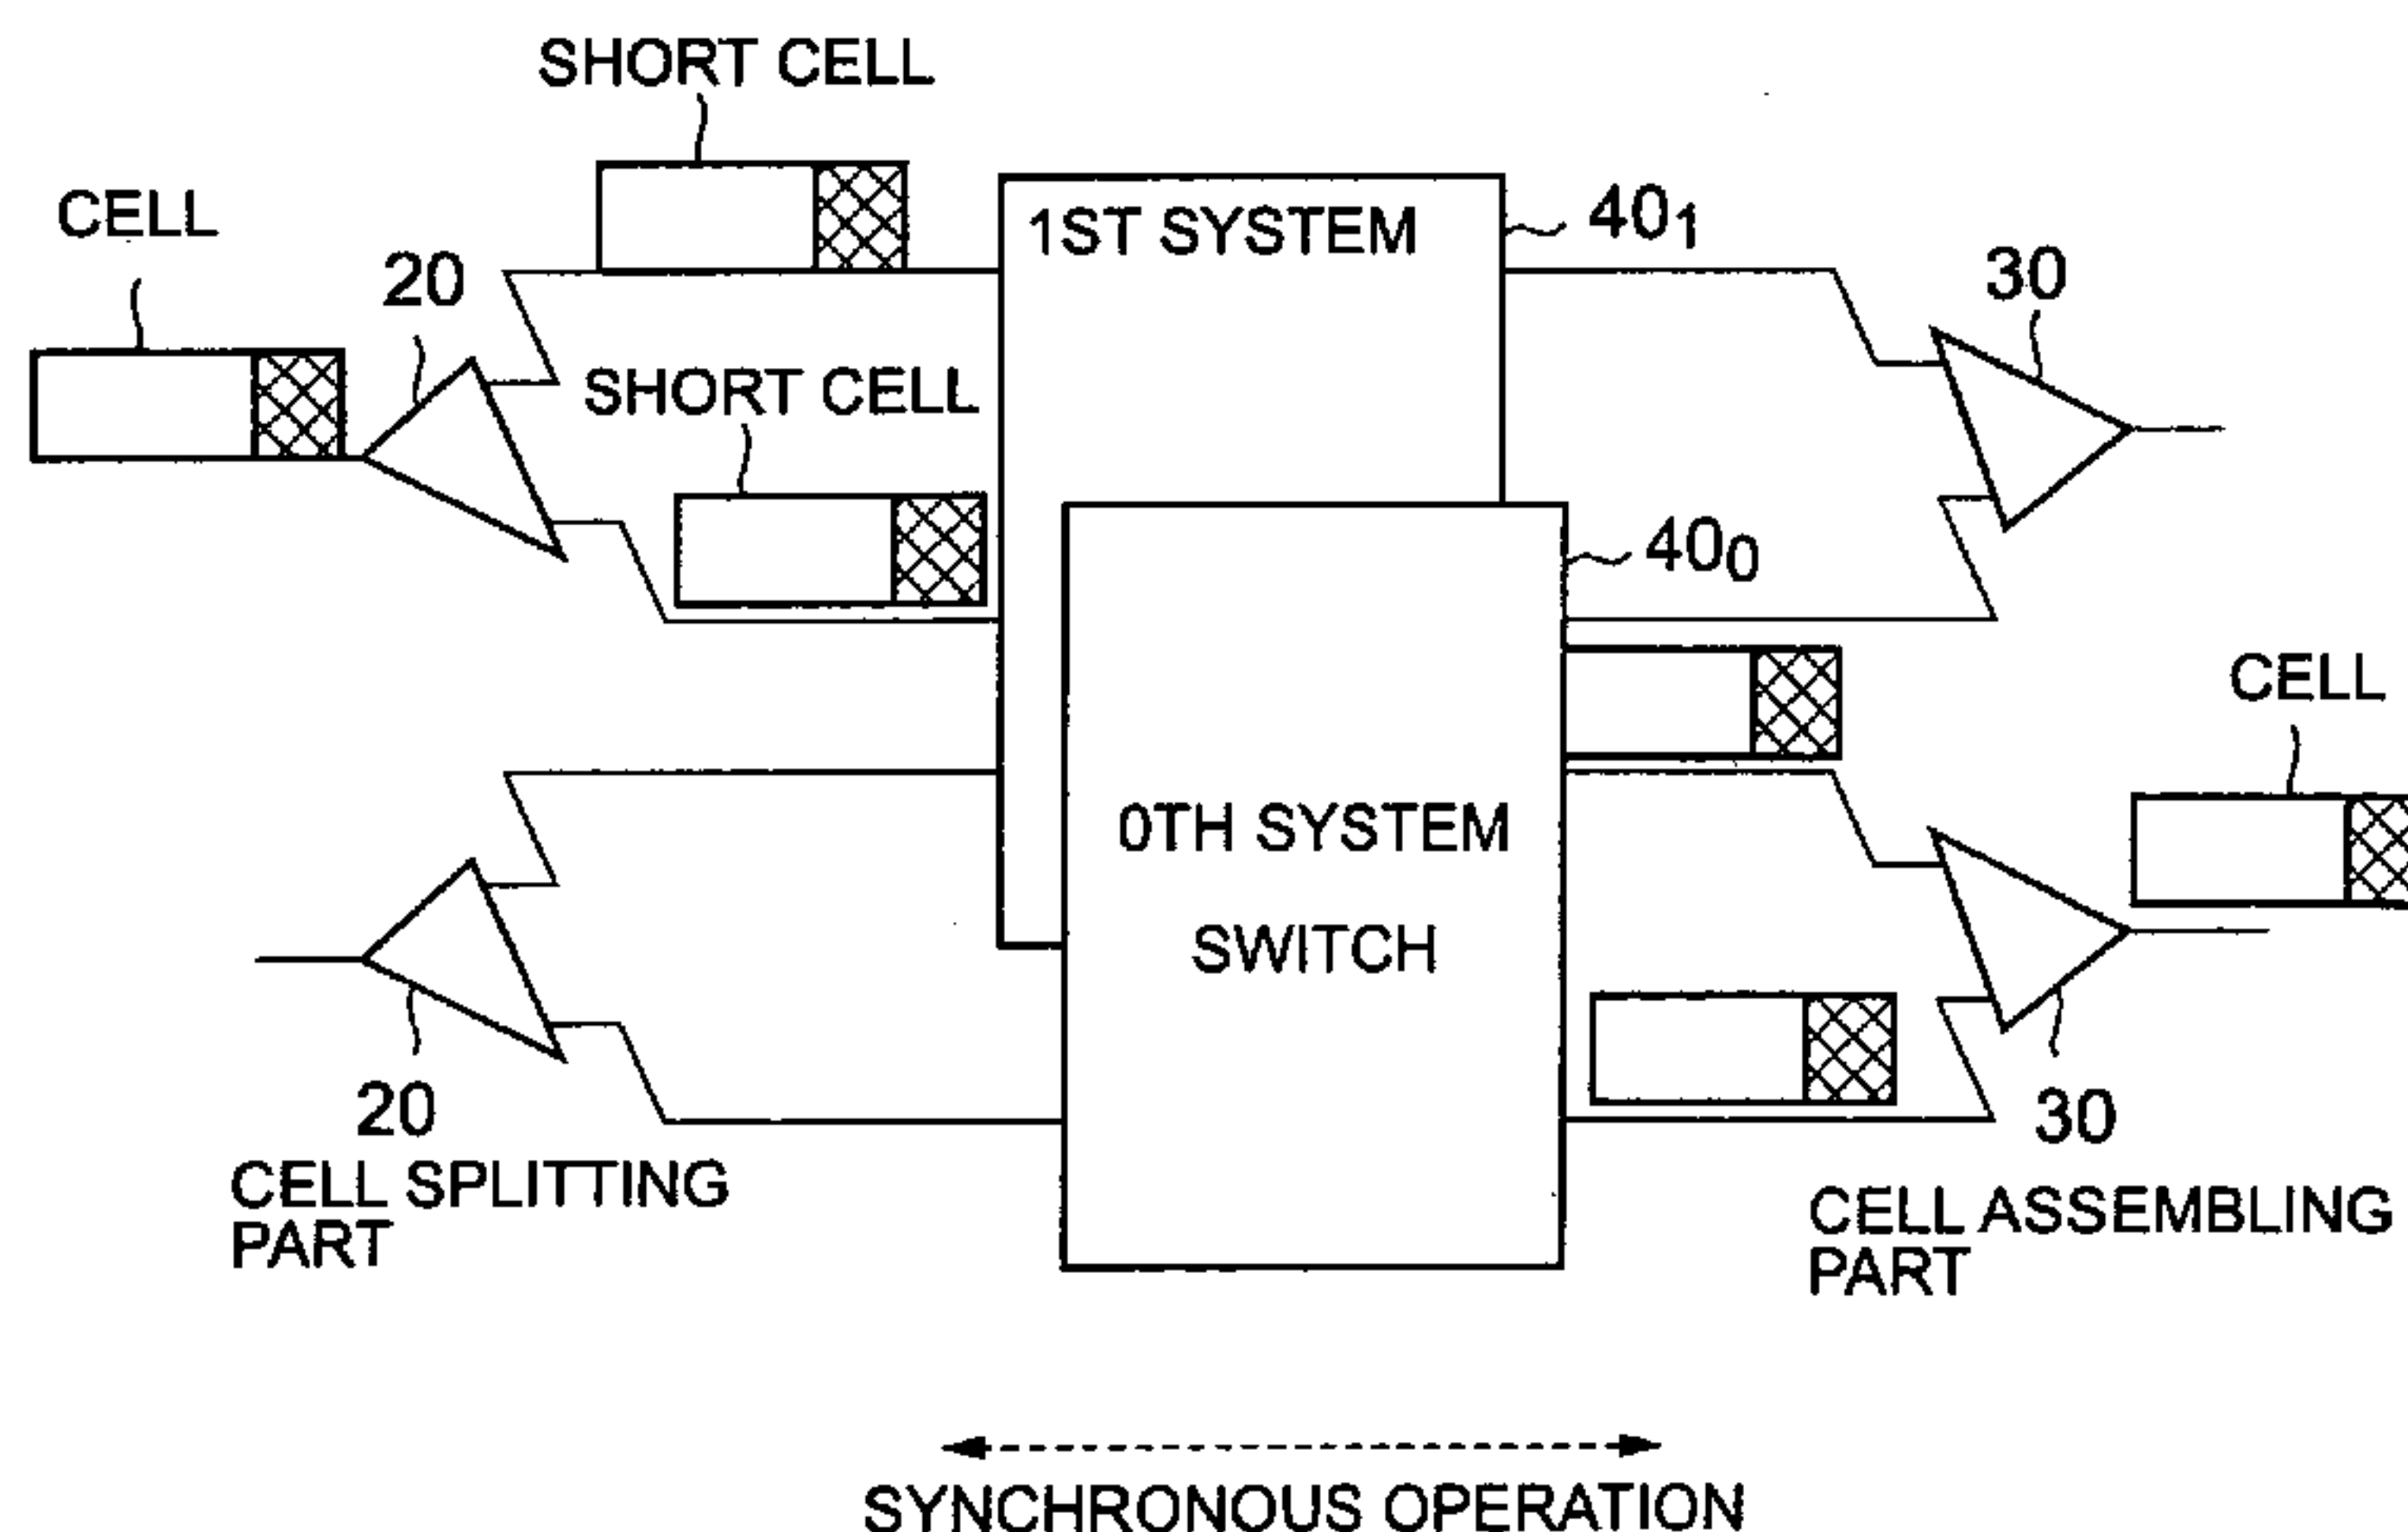 SHORT CELL
CELL
1ST SYSTEM
40₁
20
30
SHORT CELL
40₀
CELL
0TH SYSTEM
SWITCH
20
CELL SPLITTING
PART
30
CELL ASSEMBLING
PART
SYNCHRONOUS OPERATION